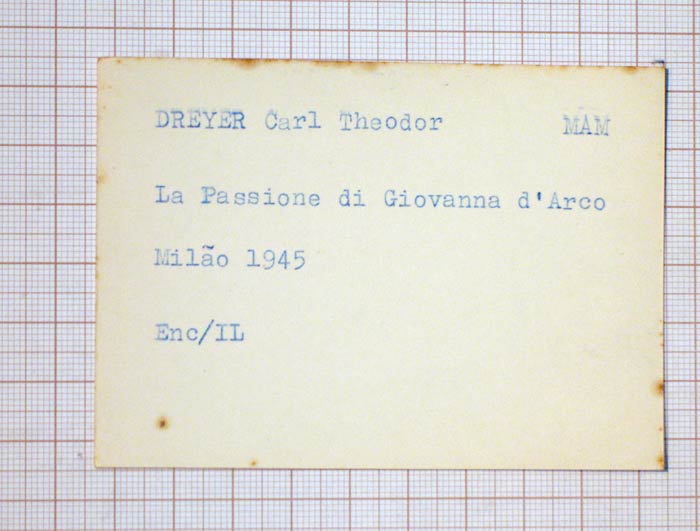 DREYER Carl Theodor MAM
La Passione di Giovanna d'Arco
Milão 1945
Enc/IL